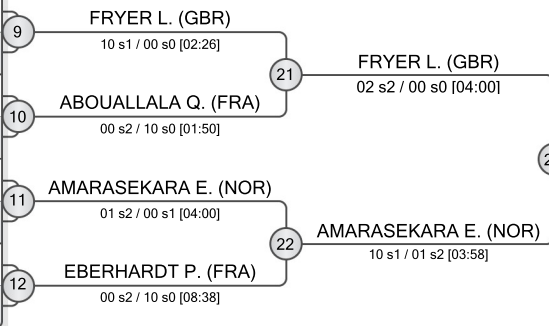 FRYER L. (GBR)
9
10 s1 / 00 s0 [02:26]
21
FRYER L. (GBR)
02 s2 / 00 s0 [04:00]
ABOUALLALA Q. (FRA)
10
00 s2 / 10 s0 [01:50]
AMARASEKARA E. (NOR)
11
01 s2 / 00 s1 [04:00]
22
AMARASEKARA E. (NOR)
10 s1 / 01 s2 [03:58]
EBERHARDT P. (FRA)
12
00 s2 / 10 s0 [08:38]